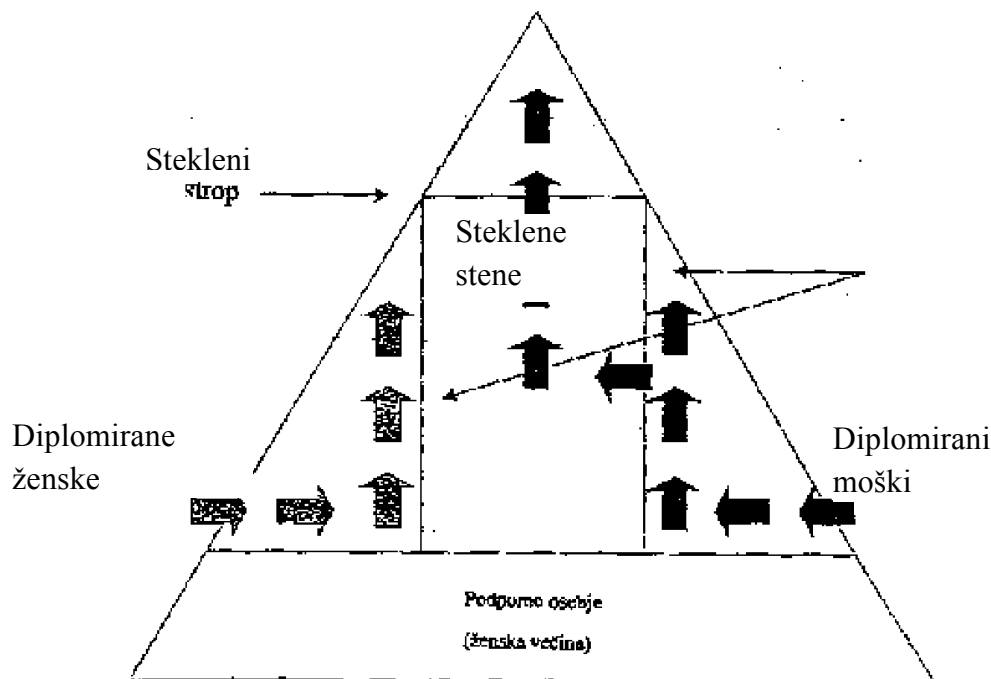 Stekleni
strop
Steklene
stene
Diplomirane
ženske
Diplomirani
moški
Podporno osebje
(ženska večina)